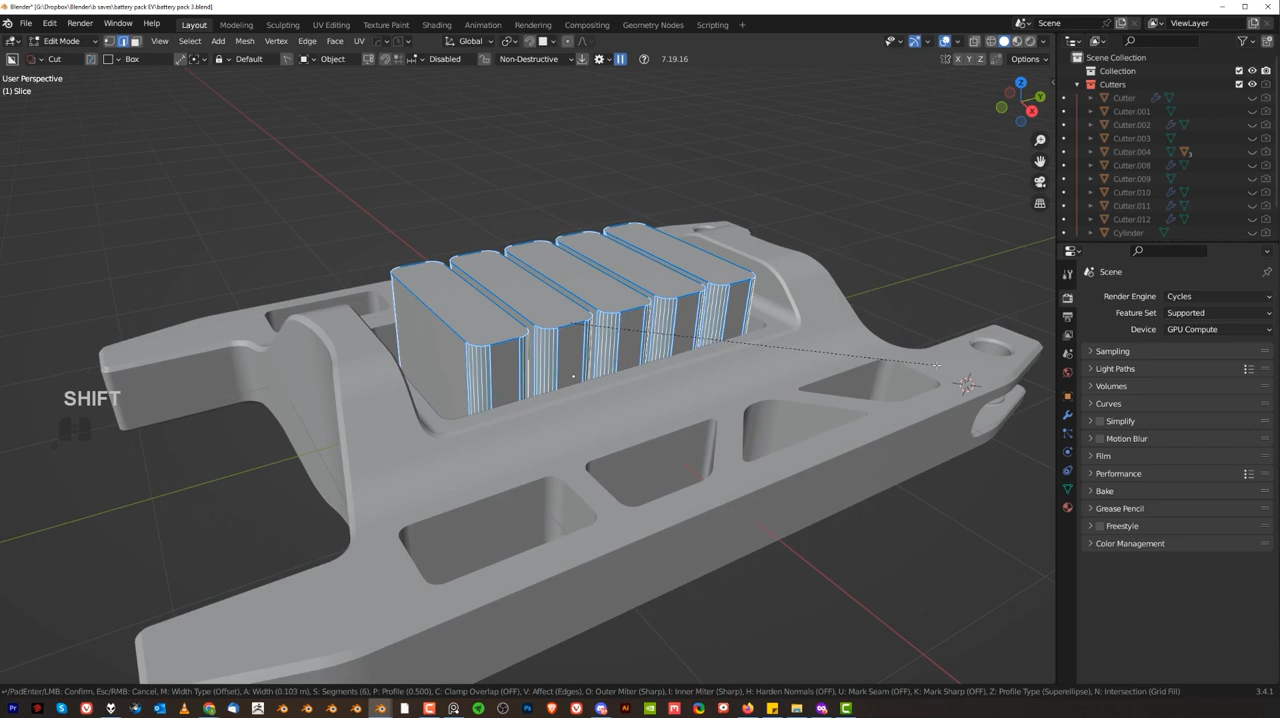 Blender* [G:\Dropbox\Blender\b saves\battery pack EV\battery pack 3.blend]
File Edit Render Window Help Layout Modeling Sculpting UV Editing Texture Paint Shading Animation Rendering Compositing Geometry Nodes Scripting + Scene ViewLayer
Edit Mode View Select Add Mesh Vertex Edge Face UV Global
Cut Box Default Object Disabled Non-Destructive 7.19.16 X Y Z Options
User Perspective
(1) Slice
Z
Y
X
SHIFT
Scene Collection
Collection
Cutters
Cutter
Cutter.001
Cutter.002
Cutter.003
Cutter.004 3
Cutter.008
Cutter.009
Cutter.010
Cutter.011
Cutter.012
Cylinder
Scene
Render Engine Cycles
Feature Set Supported
Device GPU Compute
Sampling
Light Paths
Volumes
Curves
Simplify
Motion Blur
Film
Performance
Bake
Grease Pencil
Freestyle
Color Management
↵/PadEnter/LMB: Confirm, Esc/RMB: Cancel, M: Width Type (Offset), A: Width (0.103 m), S: Segments (6), P: Profile (0.500), C: Clamp Overlap (OFF), V: Affect (Edges), O: Outer Miter (Sharp), I: Inner Miter (Sharp), H: Harden Normals (OFF), U: Mark Seam (OFF), K: Mark Sharp (OFF), Z: Profile Type (Superellipse), N: Intersection (Grid Fill)
3.4.1